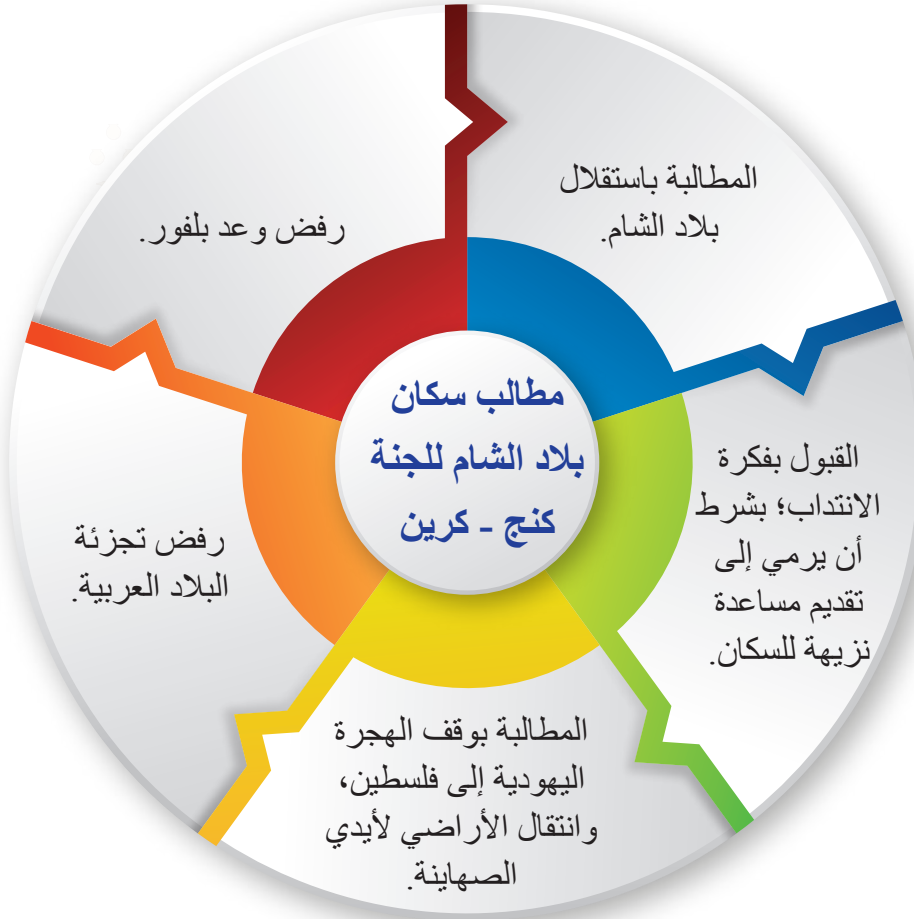 مطالب سكان
بلاد الشام للجنة
كنج - كرين
المطالبة باستقلال
بلاد الشام.
القبول بفكرة
الانتداب؛ بشرط
أن يرمي إلى
تقديم مساعدة
نزيهة للسكان.
المطالبة بوقف الهجرة
اليهودية إلى فلسطين،
وانتقال الأراضي لأيدي
الصهاينة.
رفض تجزئة
البلاد العربية.
رفض وعد بلفور.